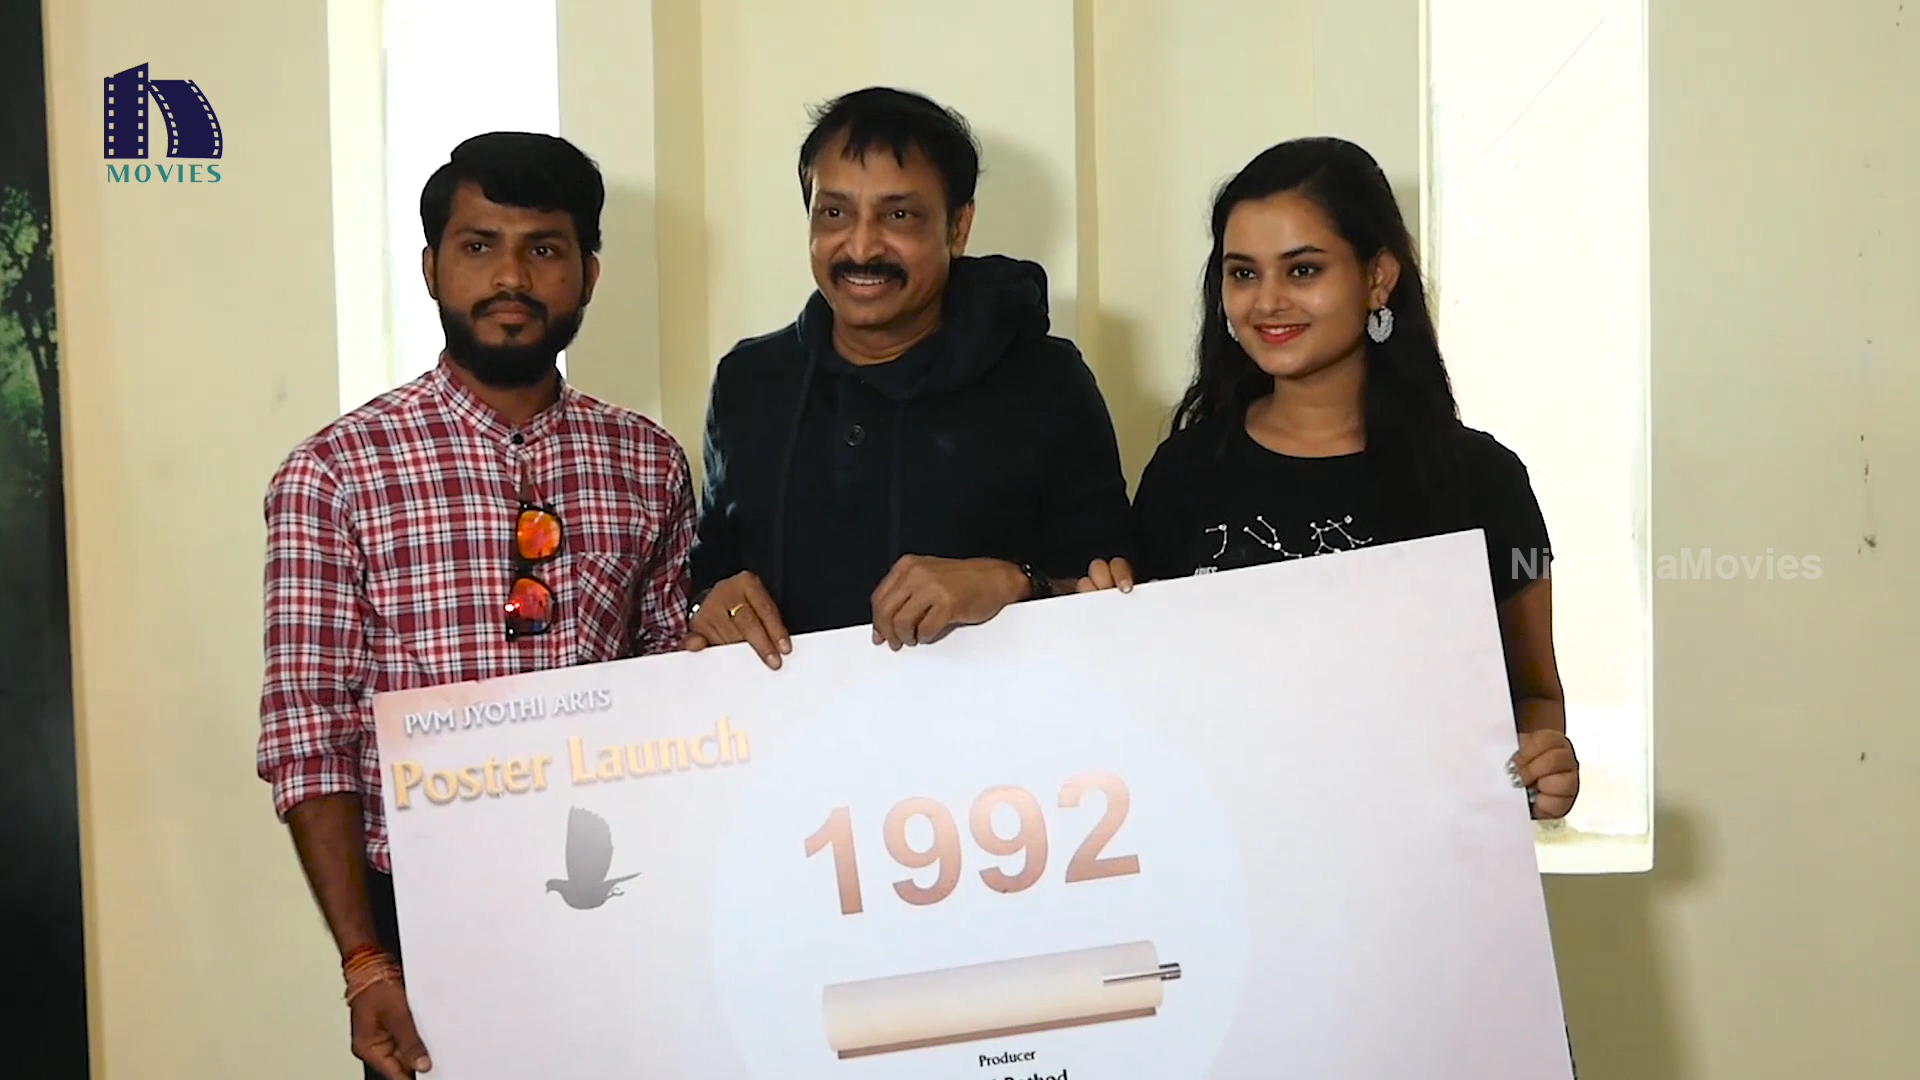 MOVIES
PVM JYOTHI ARTS
Poster Launch
1992
Producer